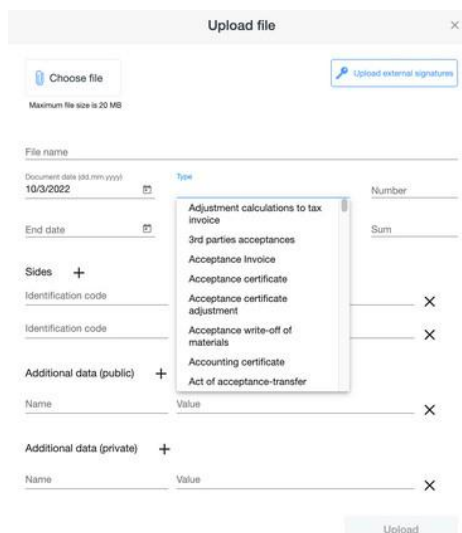 Upload file
Choose file
Upload external signatures
Maximum file size is 20 MB
File name
Document date (dd.mm.yyyy)
Type
10/3/2022
Number
Adjustment calculations to tax
invoice
End date
Sum
3rd parties acceptances
Acceptance Invoice
Sides +
Acceptance certificate
Identification code
Acceptance certificate
adjustment
Identification code
Acceptance write-off of
materials
Accounting certificate
Additional data (public) +
Act of acceptance-transfer
Name
Value
Additional data (private) +
Name
Value
Upload